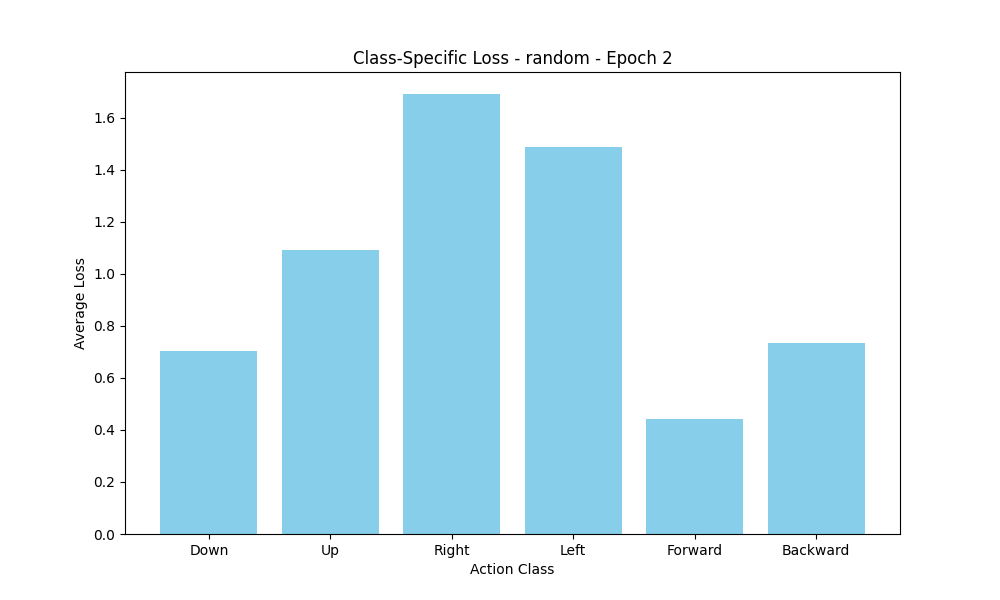 Class-Specific Loss - random - Epoch 2
Average Loss
1.6
1.4
1.2
1.0
0.8
0.6
0.4
0.2
0.0
Down Up Right Left Forward Backward
Action Class